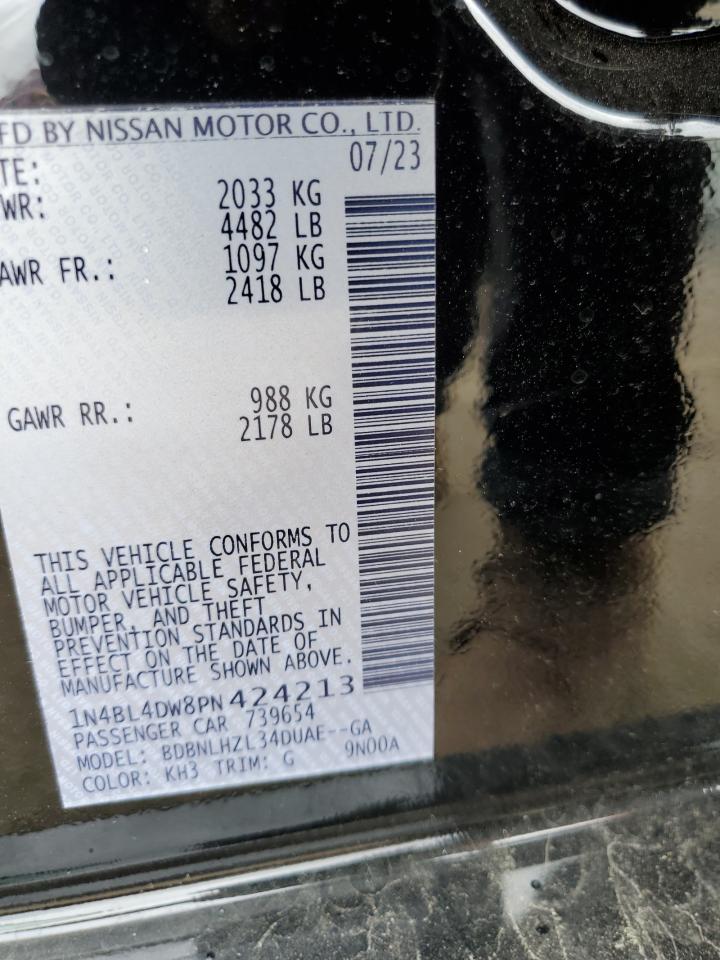 FD BY NISSAN MOTOR CO., LTD.
TE: 07/23
WR: 2033 KG
4482 LB
AWR FR.: 1097 KG
2418 LB
GAWR RR.: 988 KG
2178 LB
THIS VEHICLE CONFORMS TO
ALL APPLICABLE FEDERAL
MOTOR VEHICLE SAFETY,
BUMPER, AND THEFT
PREVENTION STANDARDS IN
EFFECT ON THE DATE OF
MANUFACTURE SHOWN ABOVE.
1N4BL4DW8PN424213
PASSENGER CAR 739654
MODEL: BDBNLHZL34DUAE--GA
COLOR: KH3 TRIM: G 9N00A